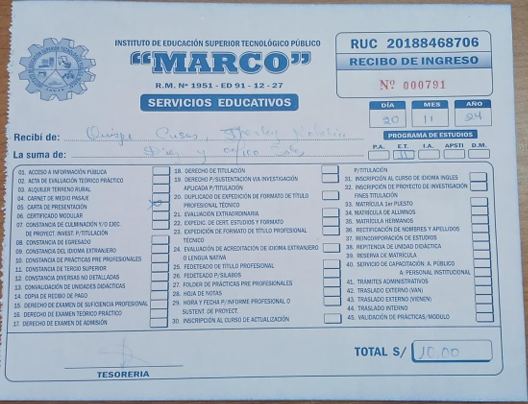 INSTITUTO DE EDUCACIÓN SUPERIOR TECNOLÓGICO PÚBLICO
“MARCO”
R.M. Nº 1951 - ED 91 - 12 - 27
SERVICIOS EDUCATIVOS
RUC 20188468706
RECIBO DE INGRESO
Nº 000791
DÍA MES AÑO
20 11 24
Recibí de: Quispe
PROGRAMA DE ESTUDIOS
P.A. E.T. I.A. APSTI D.M.
La suma de: Diez y
01. ACCESO A INFORMACIÓN PÚBLICA
02. ACTA DE EVALUACIÓN TEÓRICO PRÁCTICO
03. ALQUILER TERRENO RURAL
04. CARNET DE MEDIO PASAJE
05. CARTA DE PRESENTACIÓN
06. CERTIFICADO MODULAR
07. CONSTANCIA DE CULMINACIÓN Y/O EJEC.
DE PROYECT. INVEST. P/TITULACIÓN
08. CONSTANCIA DE EGRESADO
09. CONSTANCIA DEL IDIOMA EXTRANJERO
10. CONSTANCIA DE PRÁCTICAS PRE PROFESIONALES
11. CONSTANCIA DE TERCIO SUPERIOR
12. CONSTANCIA DIVERSAS NO DETALLADAS
13. CONVALIDACIÓN DE UNIDADES DIDÁCTICAS
14. COPIA DE RECIBO DE PAGO
15. DERECHO DE EXAMEN DE SUFICIENCIA PROFESIONAL
16. DERECHO DE EXAMEN TEÓRICO PRÁCTICO
17. DERECHO DE EXAMEN DE ADMISIÓN
18. DERECHO DE TITULACIÓN
19. DERECHO P/SUSTENTACIÓN VIA INVESTIGACIÓN
APLICADA P/TITULACIÓN
20. DUPLICADO DE EXPEDICIÓN DE FORMATO DE TÍTULO
PROFESIONAL TÉCNICO
21. EVALUACIÓN EXTRAORDINARIA
22. EXPEDIC. DE CERT. ESTUDIOS Y FORMATO
23. EXPEDICIÓN DE FORMATO DE TÍTULO PROFESIONAL
TÉCNICO
24. EVALUACIÓN DE ACREDITACIÓN DE IDIOMA EXTRANJERO
O LENGUA NATIVA
25. FEDETEADO DE TÍTULO PROFESIONAL
26. FEDETEADO P/SILABOS
27. FOLDER DE PRÁCTICAS PRE PROFESIONALES
28. HOJA DE NOTAS
29. HORA Y FECHA P/INFORME PROFESIONAL O
SUSTENT. DE PROYECT.
30. INSCRIPCIÓN AL CURSO DE ACTUALIZACIÓN
P/TITULACIÓN
31. INSCRIPCIÓN AL CURSO DE IDIOMA INGLES
32. INSCRIPCIÓN DE PROYECTO DE INVESTIGACIÓN
FINES TITULACIÓN
33. MATRÍCULA 1er PUESTO
34. MATRÍCULA DE ALUMNOS
35. MATRÍCULA HERMANOS
36. RECTIFICACIÓN DE NOMBRES Y APELLIDOS
37. REINCORPORACIÓN DE ESTUDIOS
38. REPITENCIA DE UNIDAD DIDÁCTICA
39. RESERVA DE MATRÍCULA
40. SERVICIO DE CAPACITACIÓN A. PÚBLICO
A. PERSONAL INSTITUCIONAL
41. TRÁMITES ADMINISTRATIVOS
42. TRASLADO EXTERNO (VAN)
43. TRASLADO EXTERNO (VIENEN)
44. TRASLADO INTERNO
45. VALIDACIÓN DE PRÁCTICAS/MÓDULO
TESORERIA
TOTAL S/ 10.00